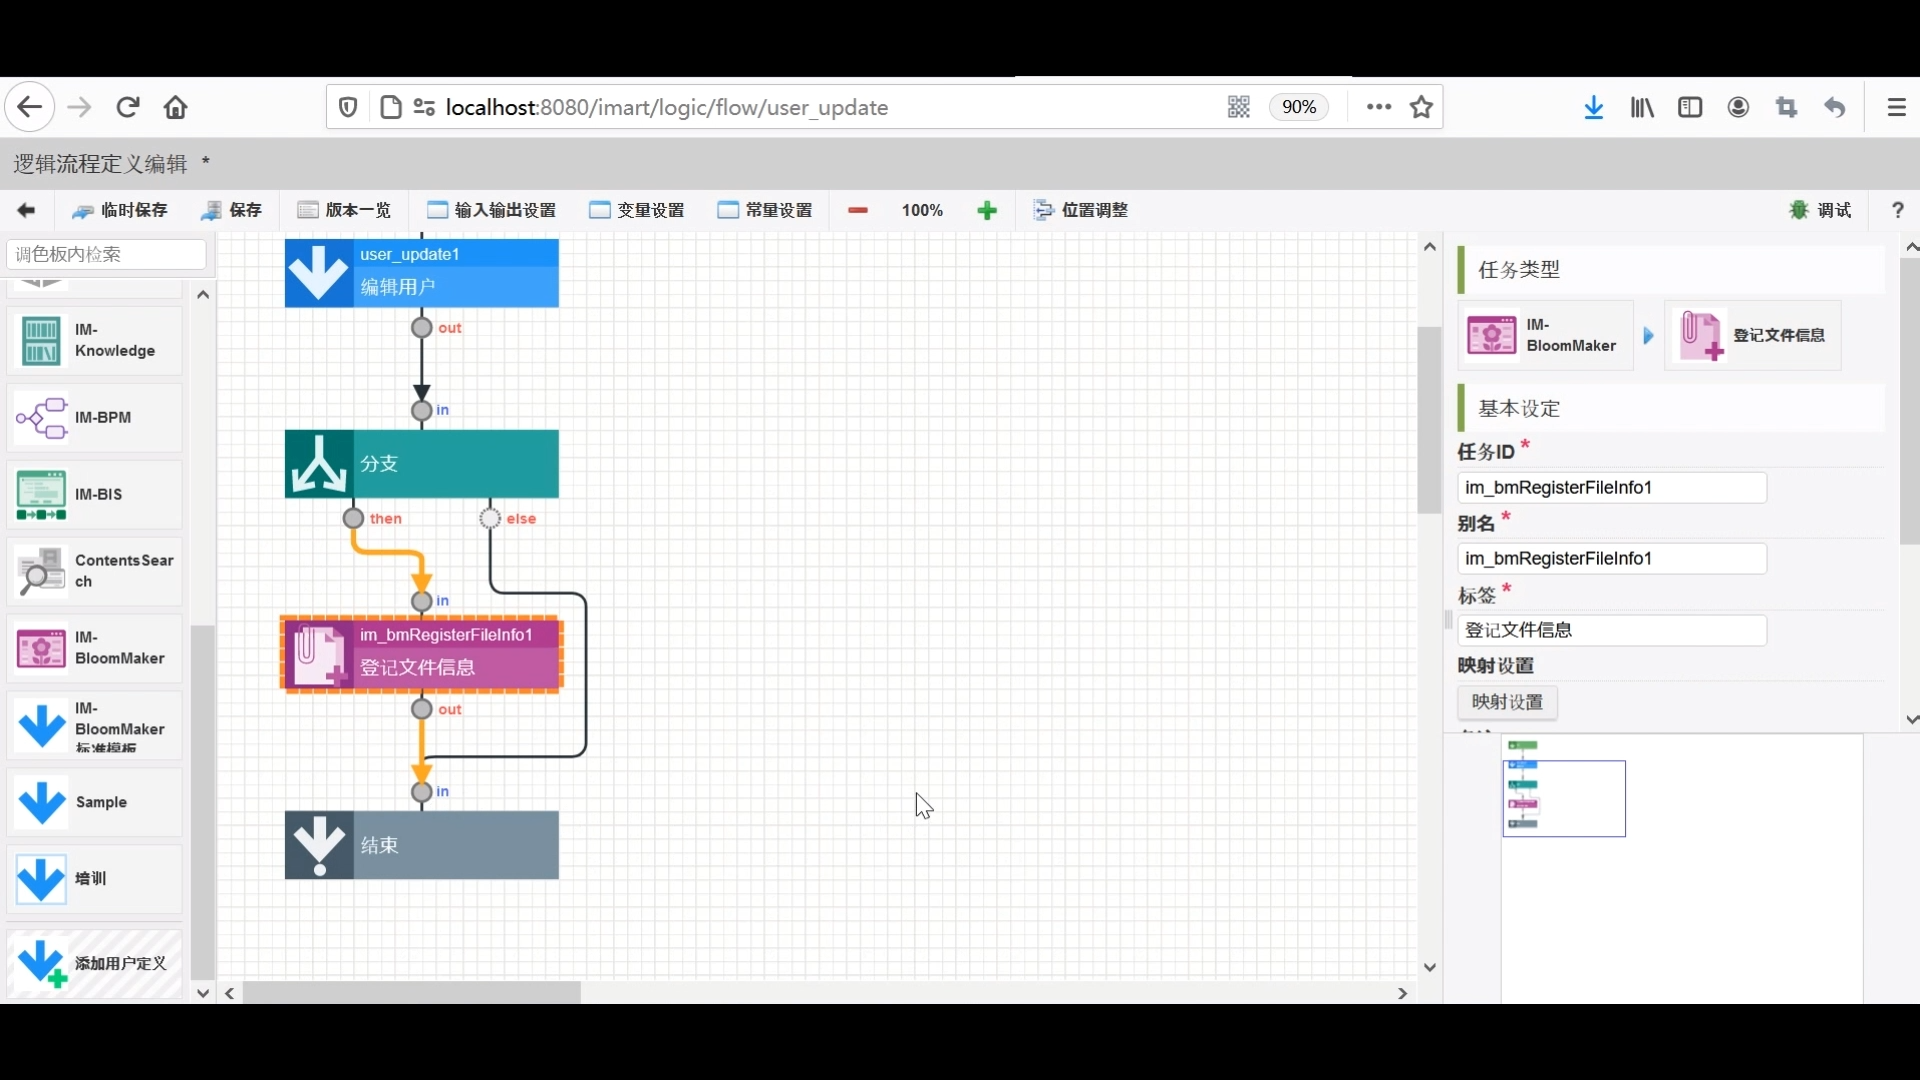 localhost:8080/imart/logic/flow/user_update
90%
逻辑流程定义编辑 *
临时保存
保存
版本一览
输入输出设置
变量设置
常量设置
100%
位置调整
调试
?
调色板内检索
IM-
Knowledge
IM-BPM
IM-BIS
ContentsSear
ch
IM-
BloomMaker
IM-
BloomMaker
标准模板
Sample
培训
添加用户定义
user_update1
编辑用户
out
in
分支
then
else
in
im_bmRegisterFileInfo1
登记文件信息
out
in
结束
任务类型
IM-
BloomMaker
登记文件信息
基本设定
任务ID *
im_bmRegisterFileInfo1
别名 *
im_bmRegisterFileInfo1
标签 *
登记文件信息
映射设置
映射设置